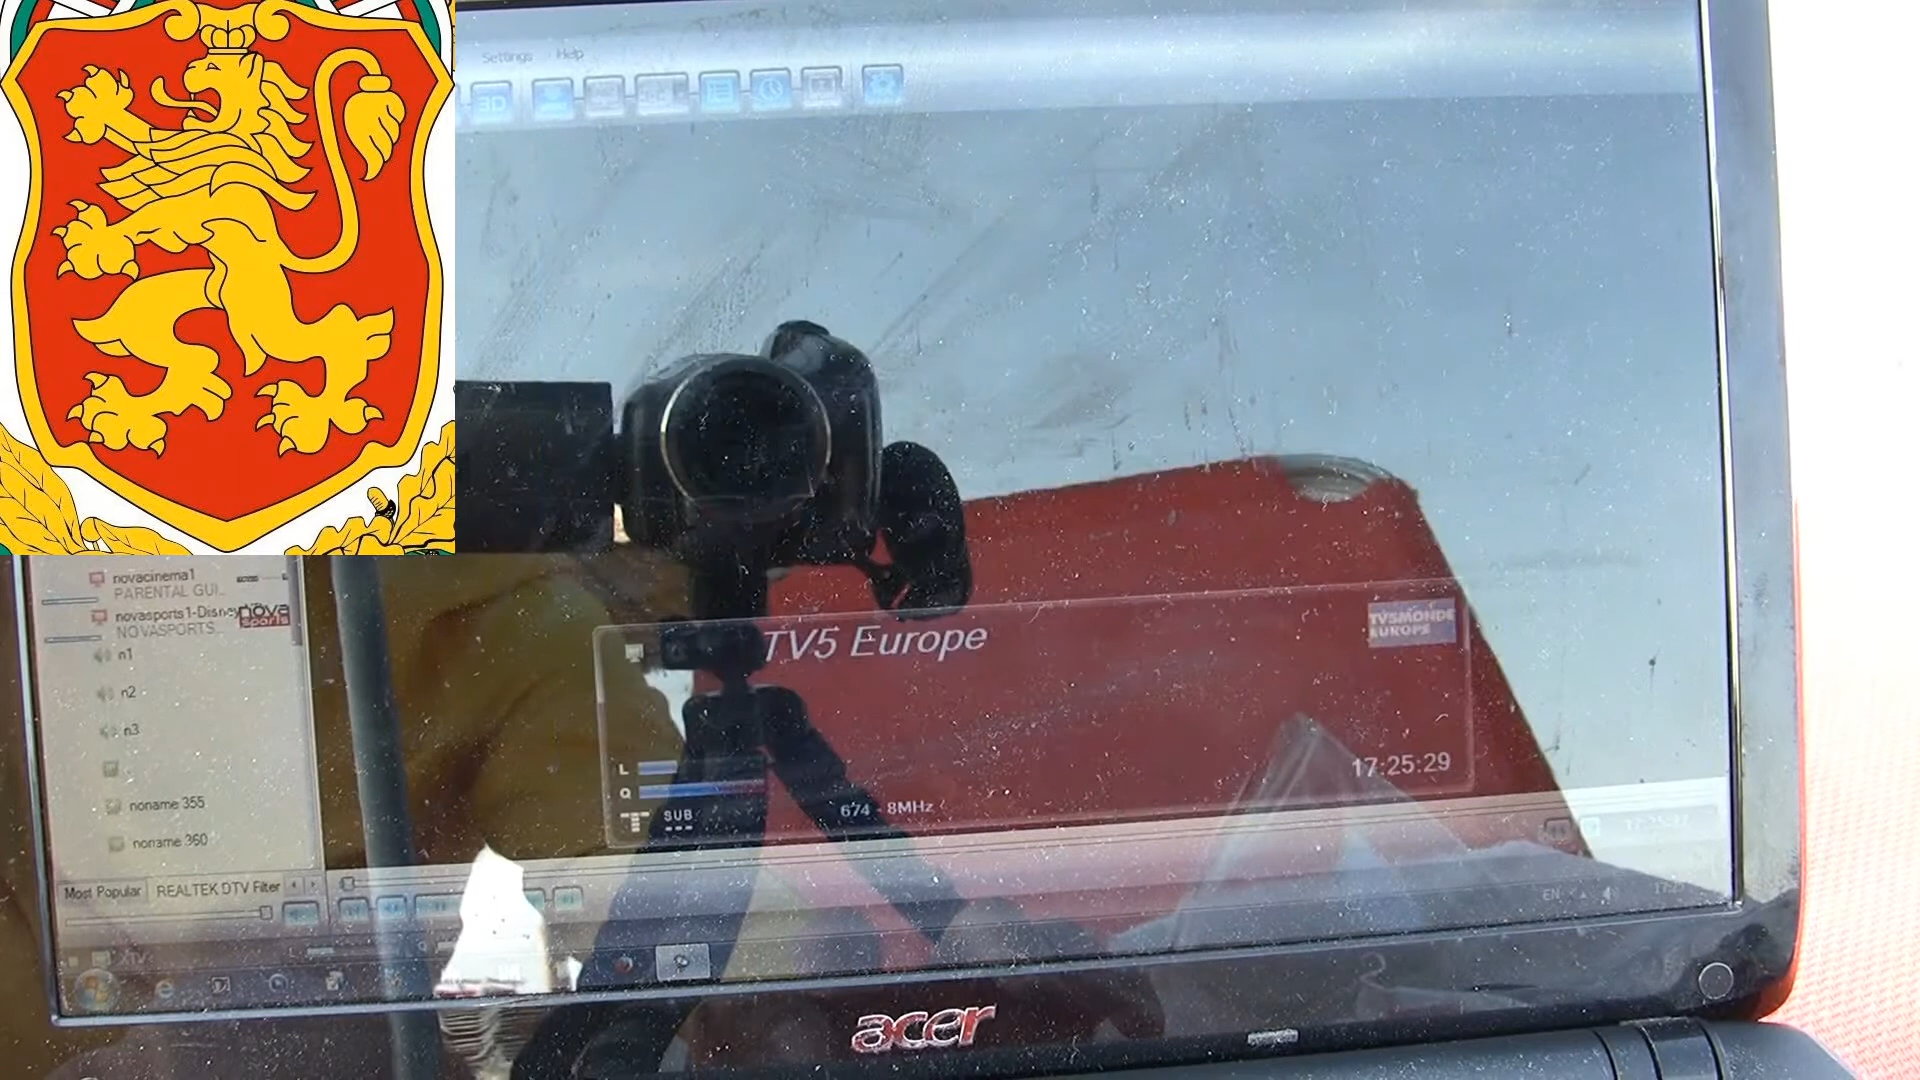 Settings Help
3D
novacinema1
PARENTAL GUI...
novasports1-Disney
NOVASPORTS...
nova
sports
n1
n2
n3
noname 355
noname 360
TV5 Europe
TV5MONDE
EUROPE
17:25:29
L
Q
SUB
674 - 8MHz
Most Popular
REALTEK DTV Filter
EN
acer